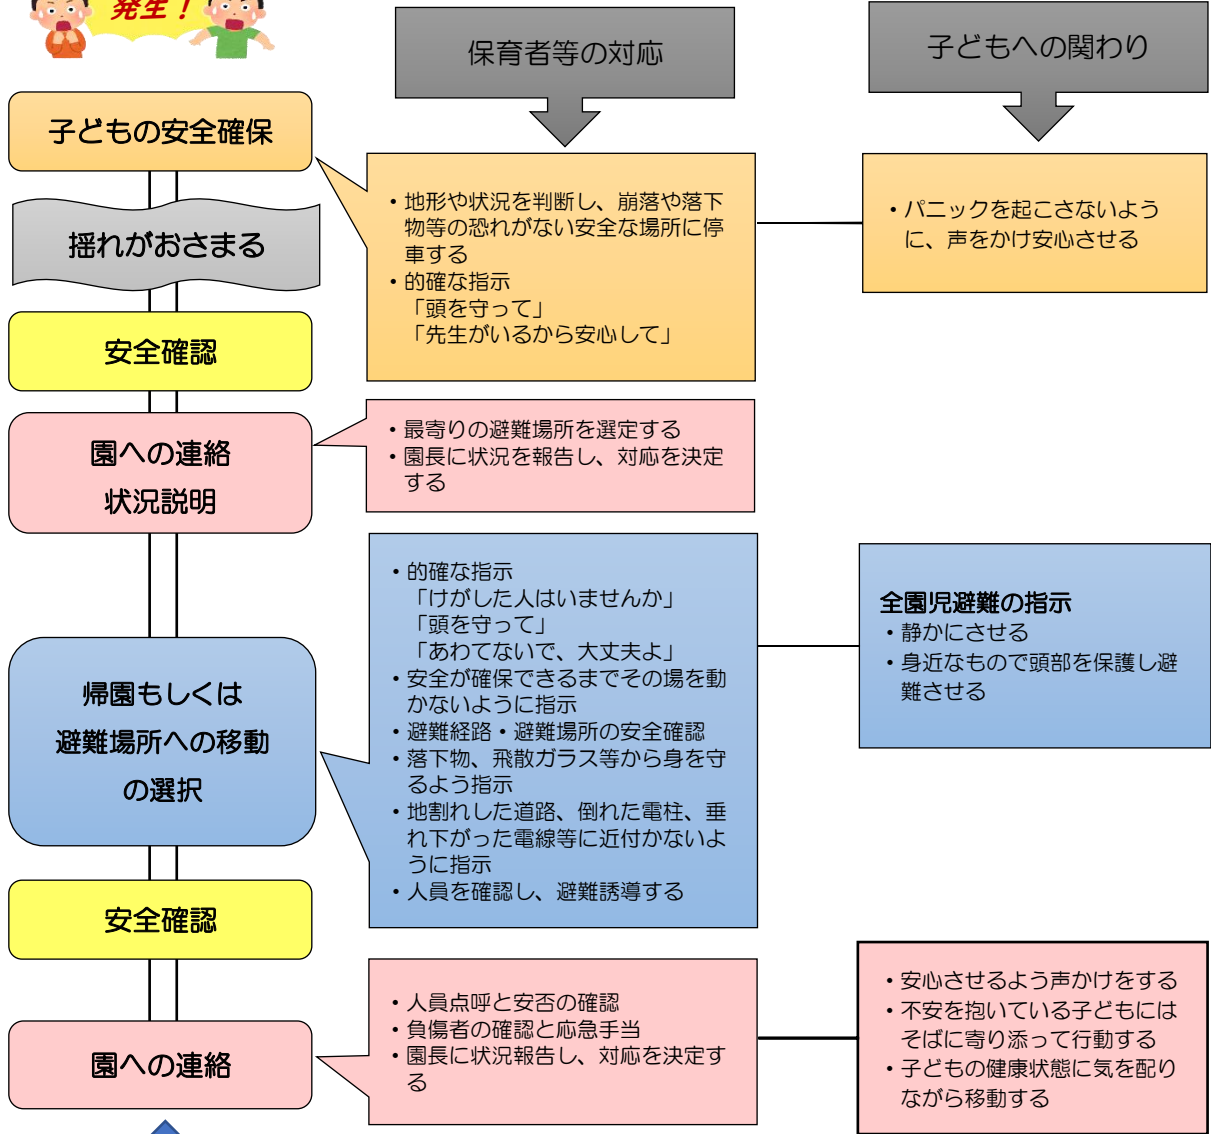 発生！
保育者等の対応
子どもへの関わり
子どもの安全確保
・地形や状況を判断し、崩落や落下
物等の恐れがない安全な場所に停
車する
・的確な指示
「頭を守って」
「先生がいるから安心して」
・パニックを起こさないよう
に、声をかけ安心させる
揺れがおさまる
安全確認
園への連絡
状況説明
・最寄りの避難場所を選定する
・園長に状況を報告し、対応を決定
する
帰園もしくは
避難場所への移動
の選択
・的確な指示
「けがした人はいませんか」
「頭を守って」
「あわてないで、大丈夫よ」
・安全が確保できるまでその場を動
かないように指示
・避難経路・避難場所の安全確認
・落下物、飛散ガラス等から身を守
るよう指示
・地割れした道路、倒れた電柱、垂
れ下がった電線等に近付かないよ
うに指示
・人員を確認し、避難誘導する
全園児避難の指示
・静かにさせる
・身近なもので頭部を保護し避
難させる
安全確認
園への連絡
・人員点呼と安否の確認
・負傷者の確認と応急手当
・園長に状況報告し、対応を決定す
る
・安心させるよう声かけをする
・不安を抱いている子どもには
そばに寄り添って行動する
・子どもの健康状態に気を配り
ながら移動する